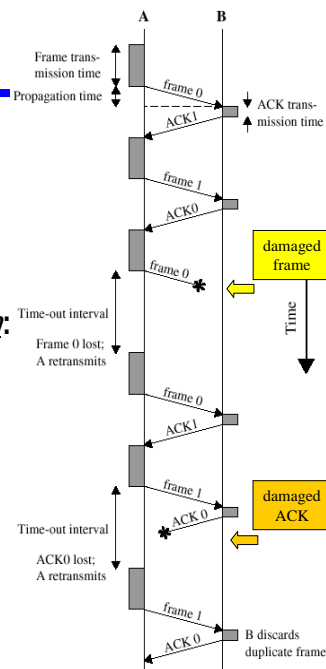 A
B
Frame trans-
mission time
frame 0
Propagation time
ACK trans-
mission time
ACK1
frame 1
ACK0
damaged
frame
frame 0
*
Time-out interval
Time
y:
Frame 0 lost;
A retransmits
frame 0
ACK1
frame 1
damaged
ACK
ACK 0
*
Time-out interval
ACK0 lost;
A retransmits
frame 1
B discards
duplicate frame
ACK 0